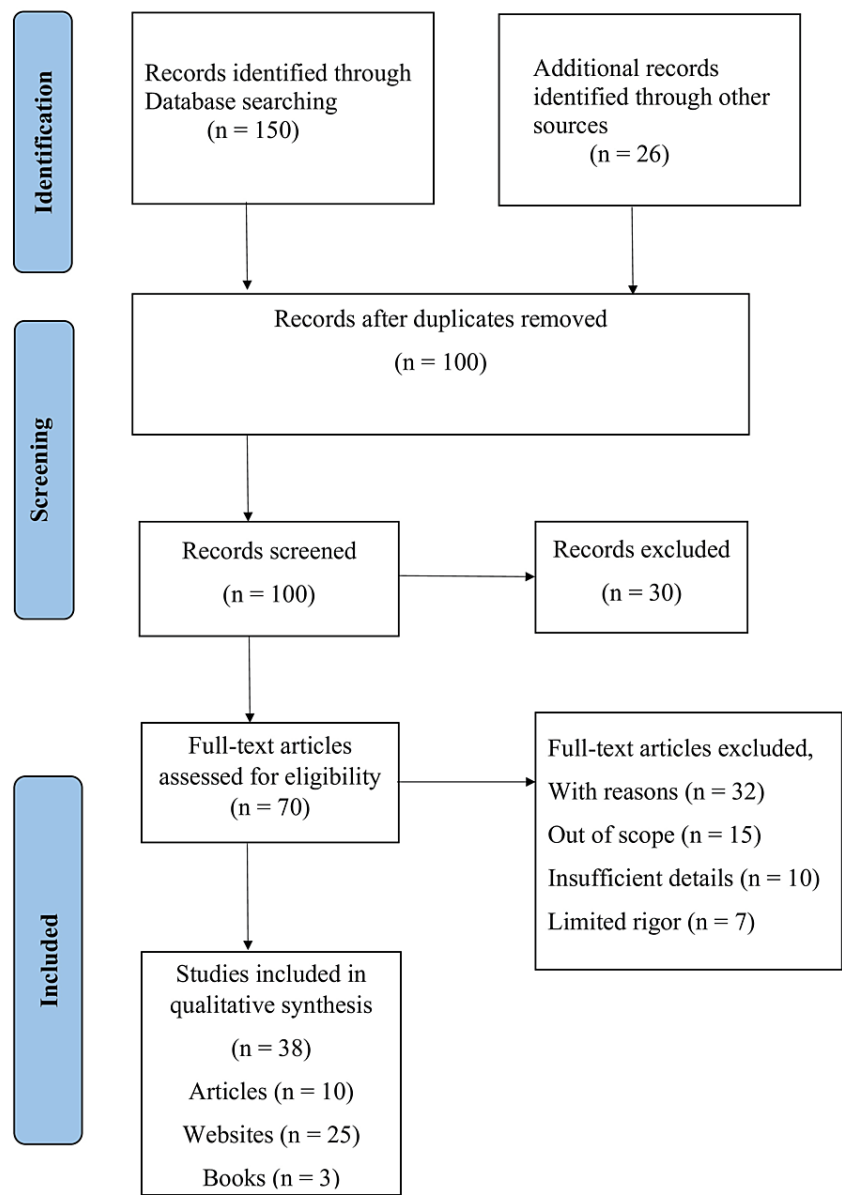 Identification
Records identified through
Database searching
(n = 150)
Additional records
identified through other
sources
(n = 26)
Screening
Records after duplicates removed
(n = 100)
Records screened
(n = 100)
Records excluded
(n = 30)
Included
Full-text articles
assessed for eligibility
(n = 70)
Full-text articles excluded,
With reasons (n = 32)
Out of scope (n = 15)
Insufficient details (n = 10)
Limited rigor (n = 7)
Studies included in
qualitative synthesis
(n = 38)
Articles (n = 10)
Websites (n = 25)
Books (n = 3)